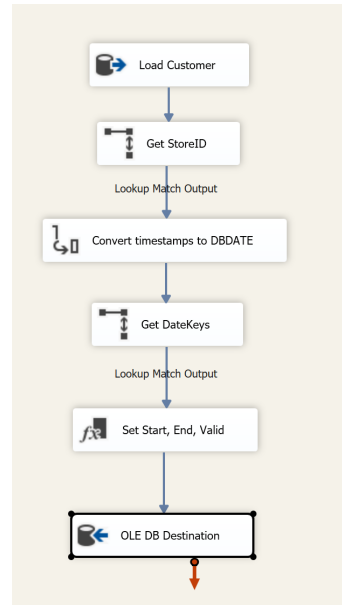 Load Customer
Get StoreID
Lookup Match Output
Convert timestamps to DBDATE
Get DateKeys
Lookup Match Output
Set Start, End, Valid
OLE DB Destination